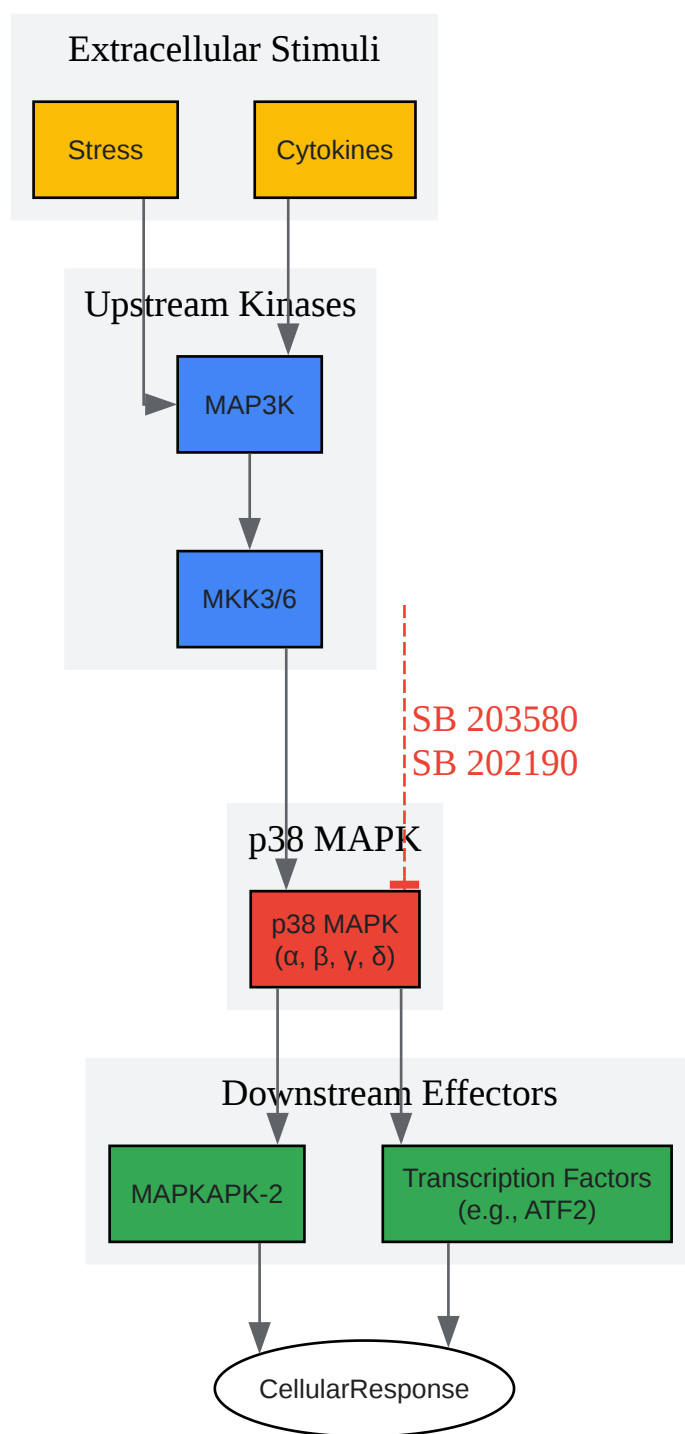 Extracellular Stimuli
Stress
Cytokines
Upstream Kinases
MAP3K
MKK3/6
SB 203580
SB 202190
p38 MAPK
p38 MAPK
(α, β, γ, δ)
Downstream Effectors
MAPKAPK-2
Transcription Factors
(e.g., ATF2)
CellularResponse